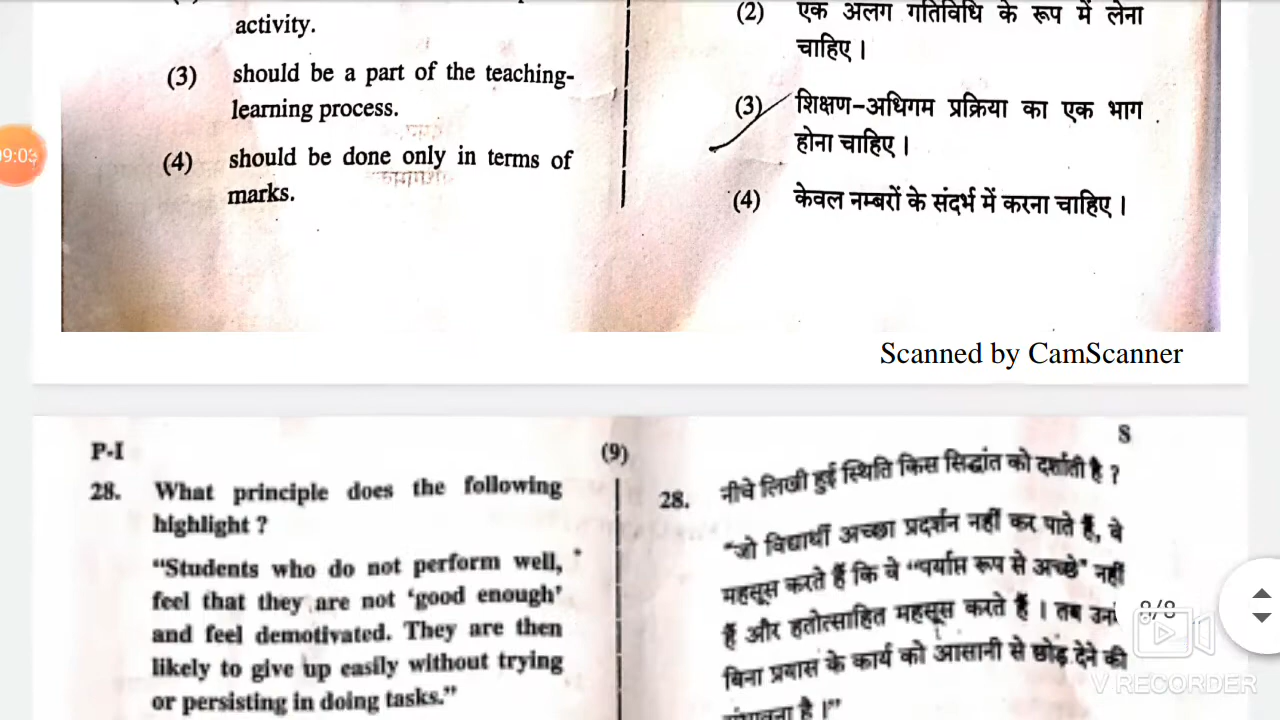 activity.
(3) should be a part of the teaching-
learning process.
(4) should be done only in terms of
marks.
(2) एक अलग गतिविधि के रूप में लेना
चाहिए।
(3) शिक्षण-अधिगम प्रक्रिया का एक भाग
होना चाहिए।
(4) केवल नम्बरों के संदर्भ में करना चाहिए।
09:03
Scanned by CamScanner
P-I
(9)
S
28. What principle does the following
highlight ?
“Students who do not perform well,
feel that they are not ‘good enough’
and feel demotivated. They are then
likely to give up easily without trying
or persisting in doing tasks.”
28. नीचे लिखी हुई स्थिति किस सिद्धांत को दर्शाती है ?
“जो विद्यार्थी अच्छा प्रदर्शन नहीं कर पाते हैं, वे
महसूस करते हैं कि वे “पर्याप्त रूप से अच्छे” नहीं
हैं और हतोत्साहित महसूस करते हैं। तब
बिना प्रयास के कार्य को आसानी से छोड़ देने की
है।”
8/8
V RECORDER